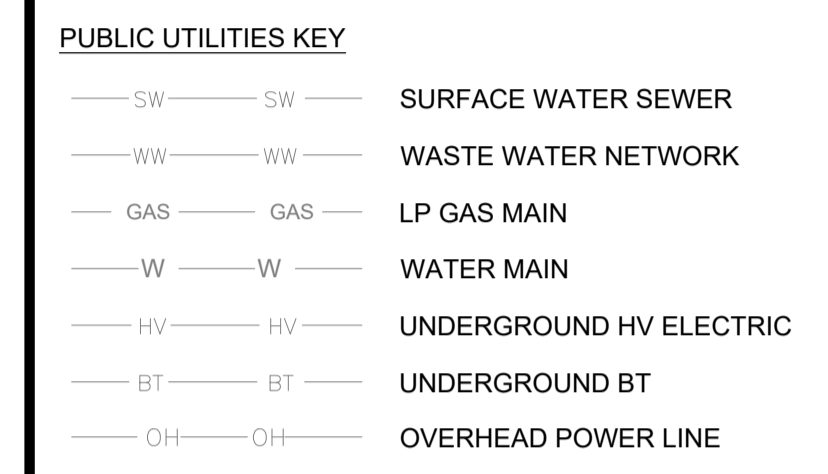 PUBLIC UTILITIES KEY
SW SW SURFACE WATER SEWER
WW WW WASTE WATER NETWORK
GAS GAS LP GAS MAIN
W W WATER MAIN
HV HV UNDERGROUND HV ELECTRIC
BT BT UNDERGROUND BT
OH OH OVERHEAD POWER LINE